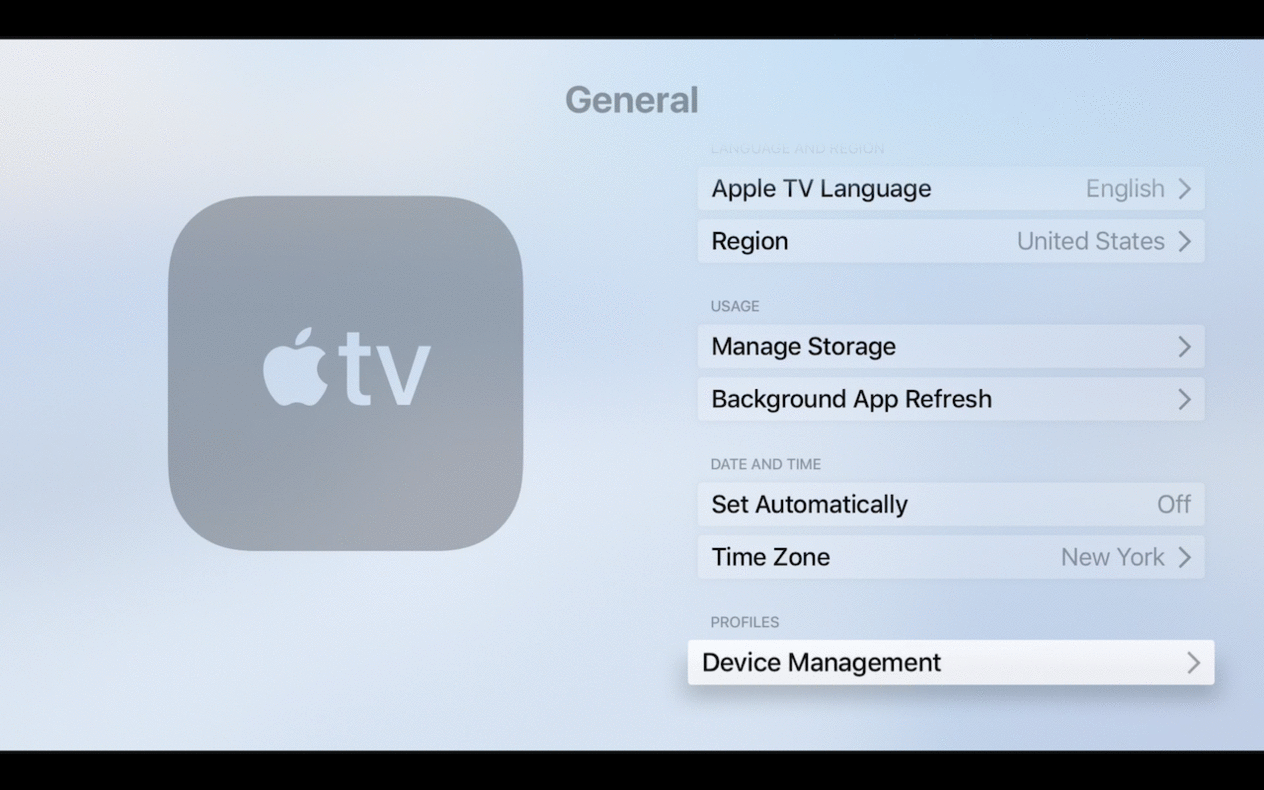 General
LANGUAGE AND REGION
Apple TV Language English
Region United States
USAGE
Manage Storage
Background App Refresh
DATE AND TIME
Set Automatically Off
Time Zone New York
PROFILES
Device Management
tv